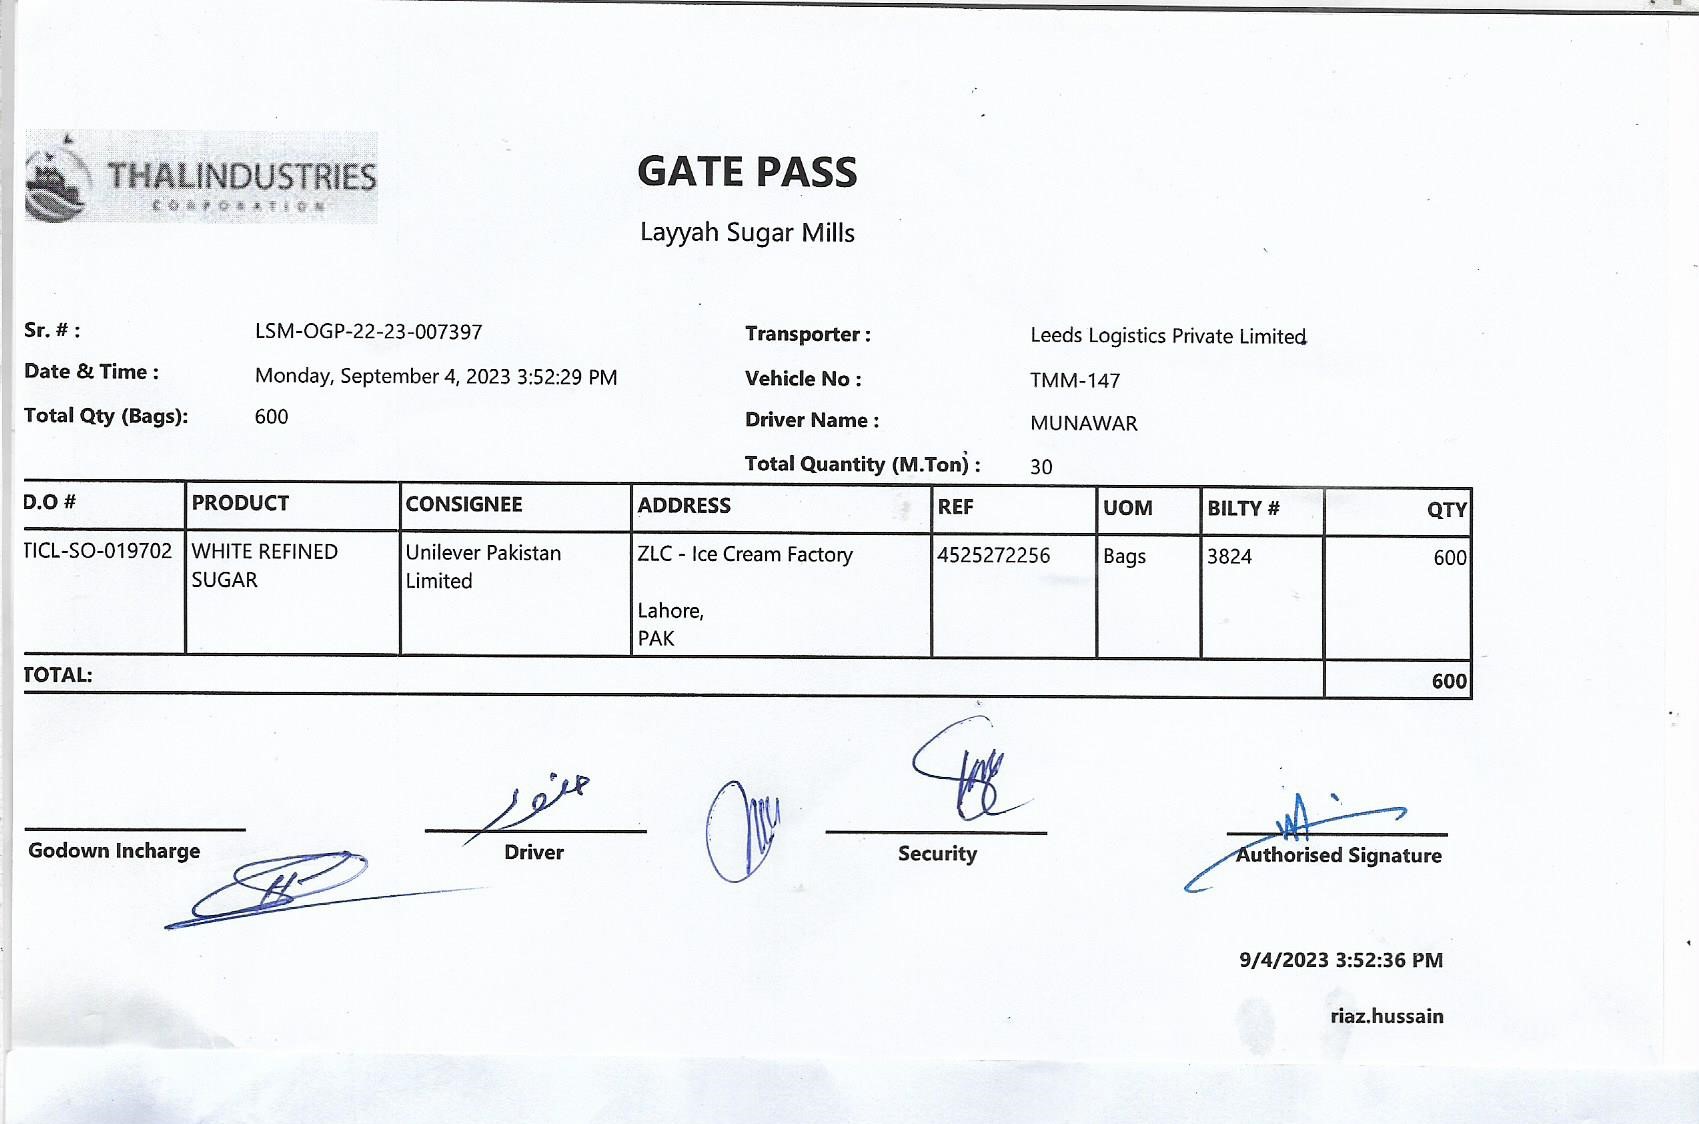 THALINDUSTRIES
CORPORATION
GATE PASS
Layyah Sugar Mills
Sr. # : LSM-OGP-22-23-007397
Transporter : Leeds Logistics Private Limited
Date & Time : Monday, September 4, 2023 3:52:29 PM
Vehicle No : TMM-147
Total Qty (Bags): 600
Driver Name : MUNAWAR
Total Quantity (M.Ton) : 30
D.O # PRODUCT CONSIGNEE ADDRESS REF UOM BILTY # QTY
TICL-SO-019702 WHITE REFINED Unilever Pakistan ZLC - Ice Cream Factory 4525272256 Bags 3824 600
SUGAR Limited
Lahore,
PAK
TOTAL: 600
منور
Godown Incharge Driver Security Authorised Signature
9/4/2023 3:52:36 PM
riaz.hussain